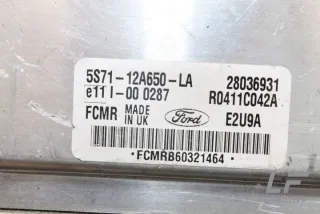 5S71-12A650-LA 28036931
e11 I-00 0287 R0411C042A
FCMR MADE IN UK Ford E2U9A
*FCMRB60321464*
LF